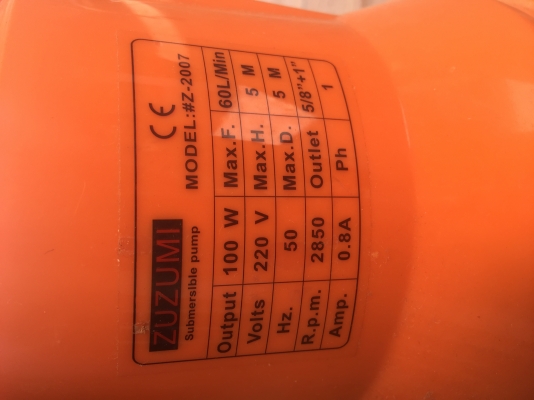 ZUZUMI CE
Submersible pump MODEL:#Z-2007
Output 100 W Max.F. 60L/Min
Volts 220 V Max.H. 5 M
Hz. 50 Max.D. 5 M
R.p.m. 2850 Outlet 5/8"+1"
Amp. 0.8A Ph 1